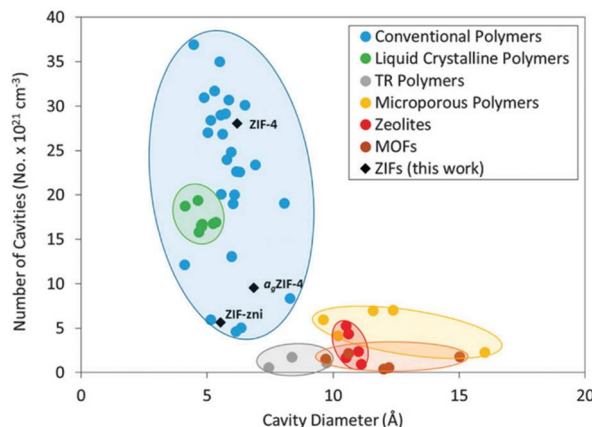 Number of Cavities (No. x 10²¹ cm⁻³)
40
35
30
25
20
15
10
5
0
0
5
10
15
20
Cavity Diameter (Å)
Conventional Polymers
Liquid Crystalline Polymers
TR Polymers
Microporous Polymers
Zeolites
MOFs
ZIFs (this work)
ZIF-4
agZIF-4
ZIF-zni